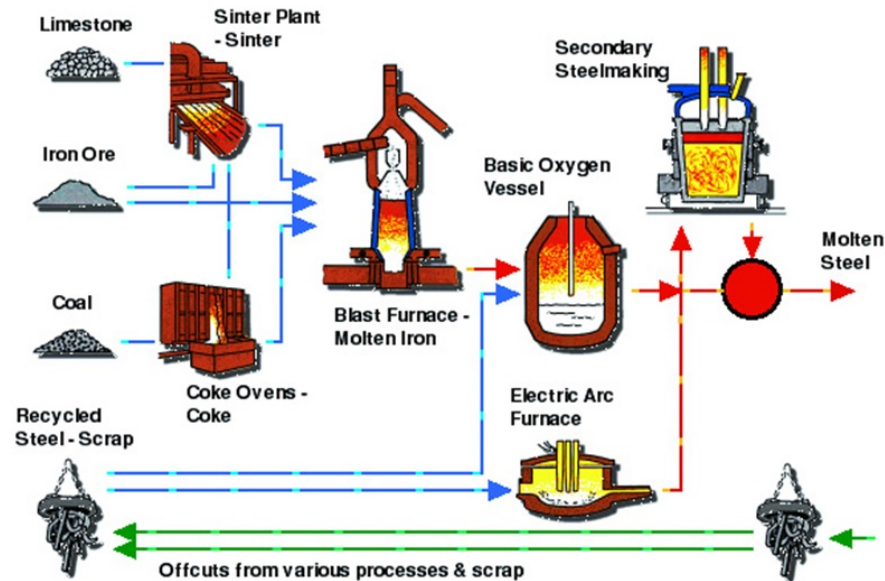 Limestone
Sinter Plant
- Sinter
Secondary
Steelmaking
Iron Ore
Basic Oxygen
Vessel
Molten
Steel
Coal
Blast Furnace -
Molten Iron
Coke Ovens -
Coke
Electric Arc
Furnace
Recycled
Steel - Scrap
Offcuts from various processes & scrap